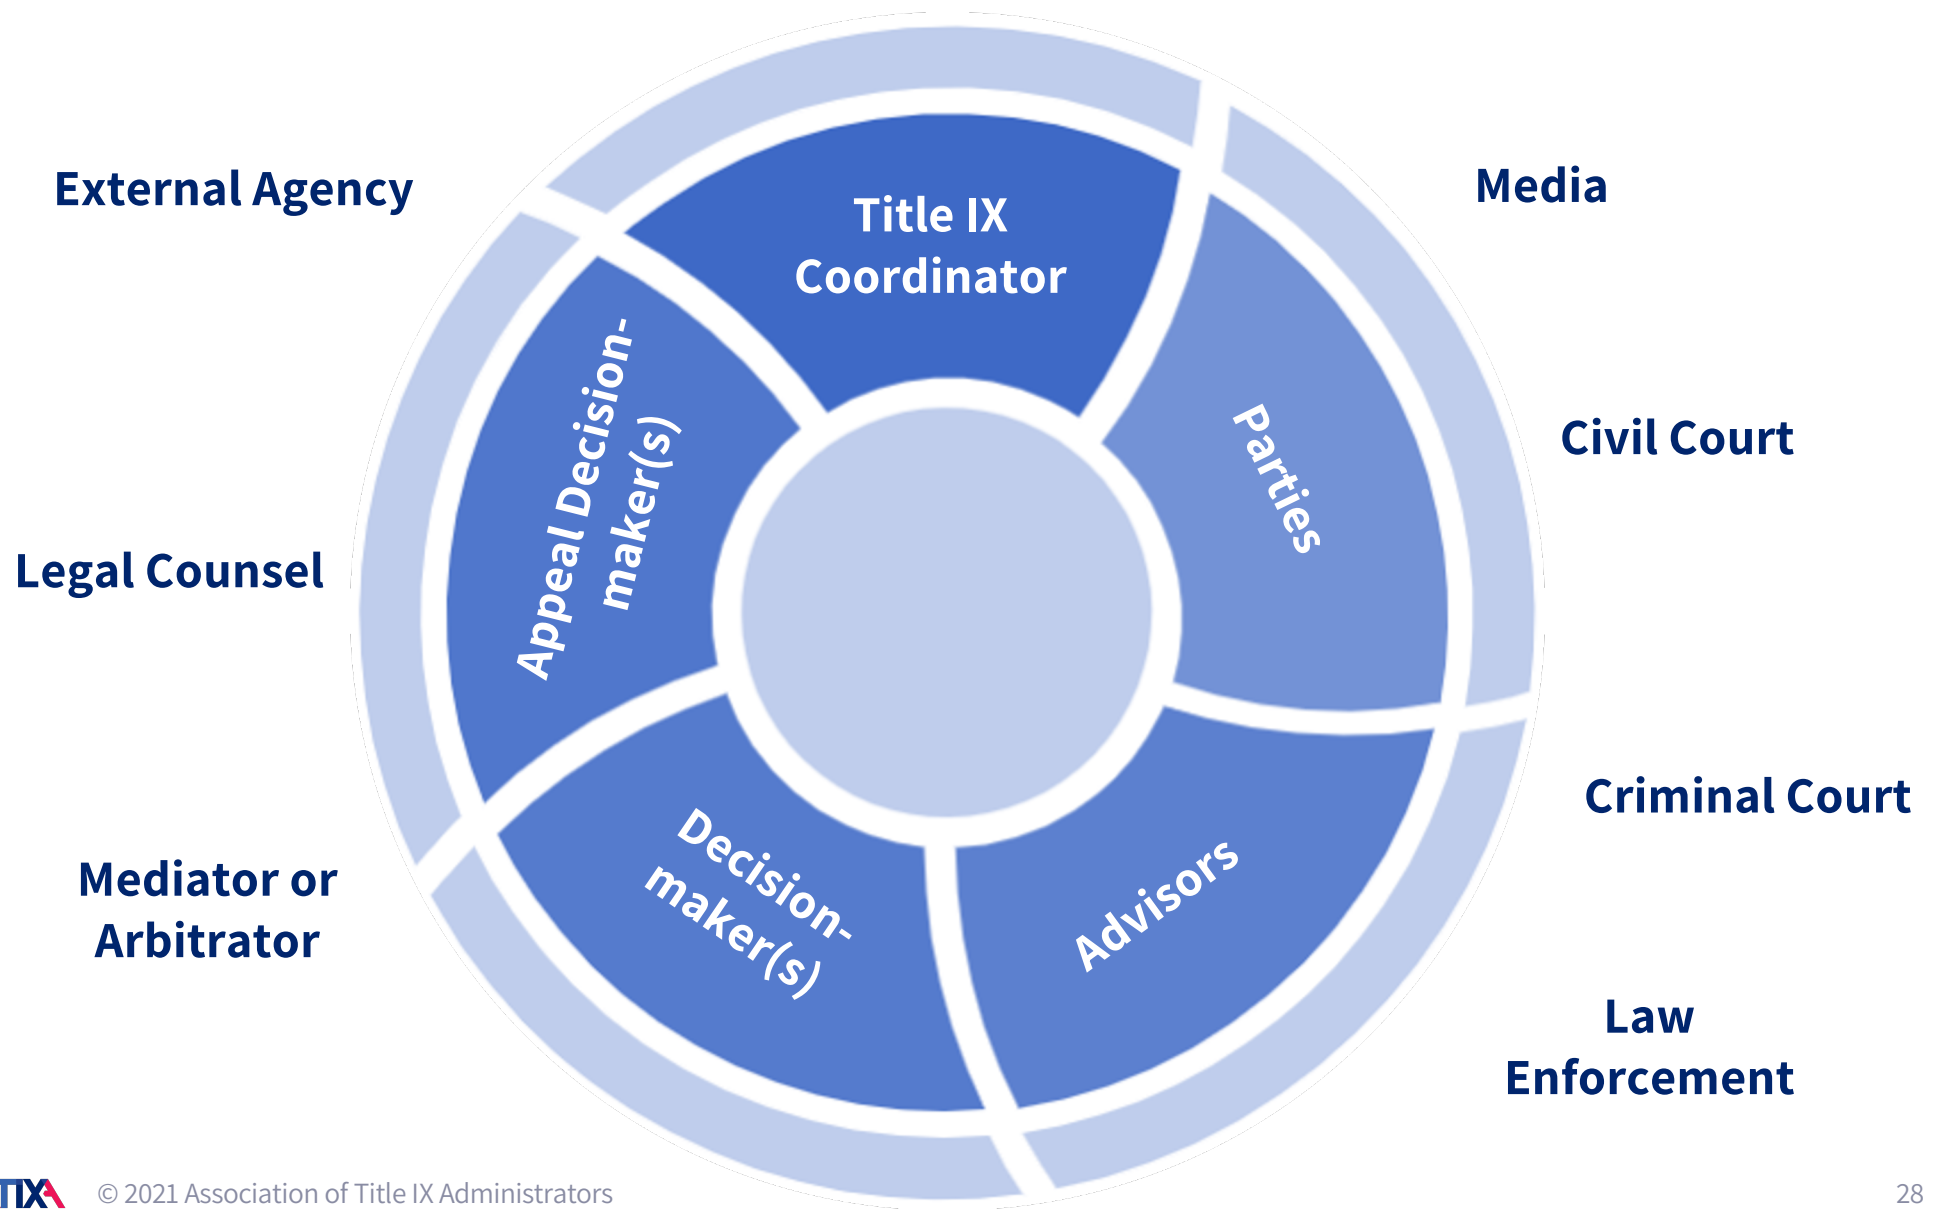 External Agency
Media
Title IX
Coordinator
Civil Court
Parties
Appeal Decision-
maker(s)
Legal Counsel
Criminal Court
Decision-
maker(s)
Advisors
Mediator or
Arbitrator
Law
Enforcement
TIXA
© 2021 Association of Title IX Administrators
28